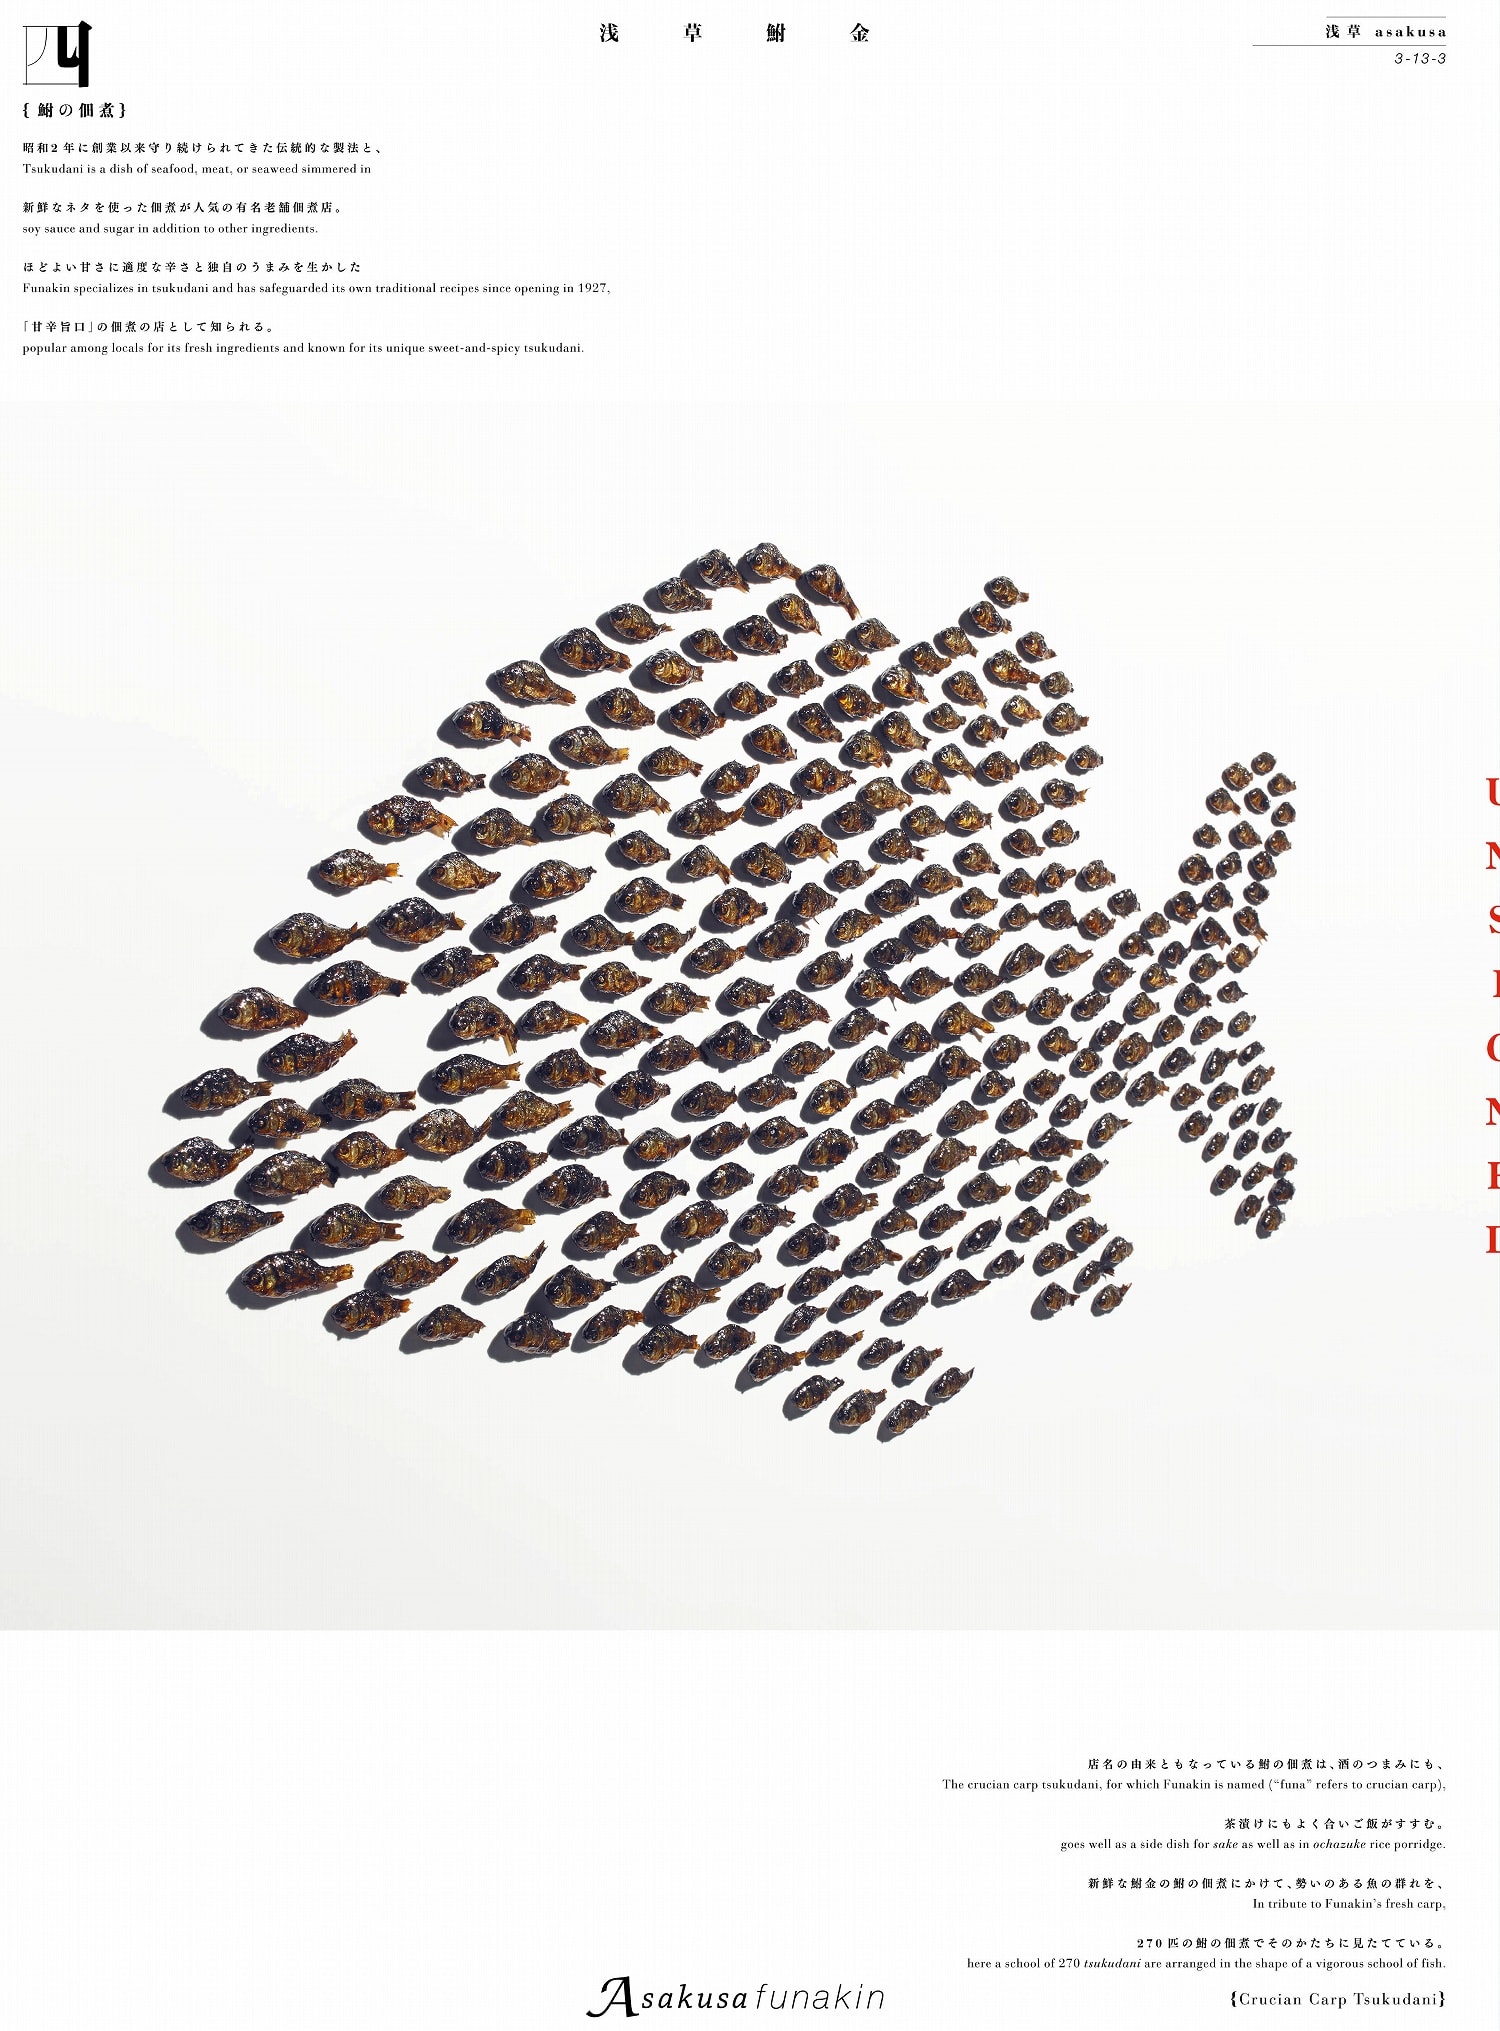 浅草鮒金
浅草 asakusa
3-13-3
{鮒の佃煮}
昭和2年に創業以来守り続けられてきた伝統的な製法と、
Tsukudani is a dish of seafood, meat, or seaweed simmered in
新鮮なネタを使った佃煮が人気の有名老舗佃煮店。
soy sauce and sugar in addition to other ingredients.
ほどよい甘さに適度な辛さと独自のうまみを生かした
Funakin specializes in tsukudani and has safeguarded its own traditional recipes since opening in 1927,
「甘辛旨口」の佃煮の店として知られる。
popular among locals for its fresh ingredients and known for its unique sweet-and-spicy tsukudani.
店名の由来ともなっている鮒の佃煮は、酒のつまみにも、
The crucian carp tsukudani, for which Funakin is named (“funa” refers to crucian carp),
茶漬けにもよく合いご飯がすすむ。
goes well as a side dish for sake as well as in ochazuke rice porridge.
新鮮な鮒金の鮒の佃煮にかけて、勢いのある魚の群れを、
In tribute to Funakin’s fresh carp,
270匹の鮒の佃煮でそのかたちに見たてている。
here a school of 270 tsukudani are arranged in the shape of a vigorous school of fish.
Asakusa funakin
{Crucian Carp Tsukudani}